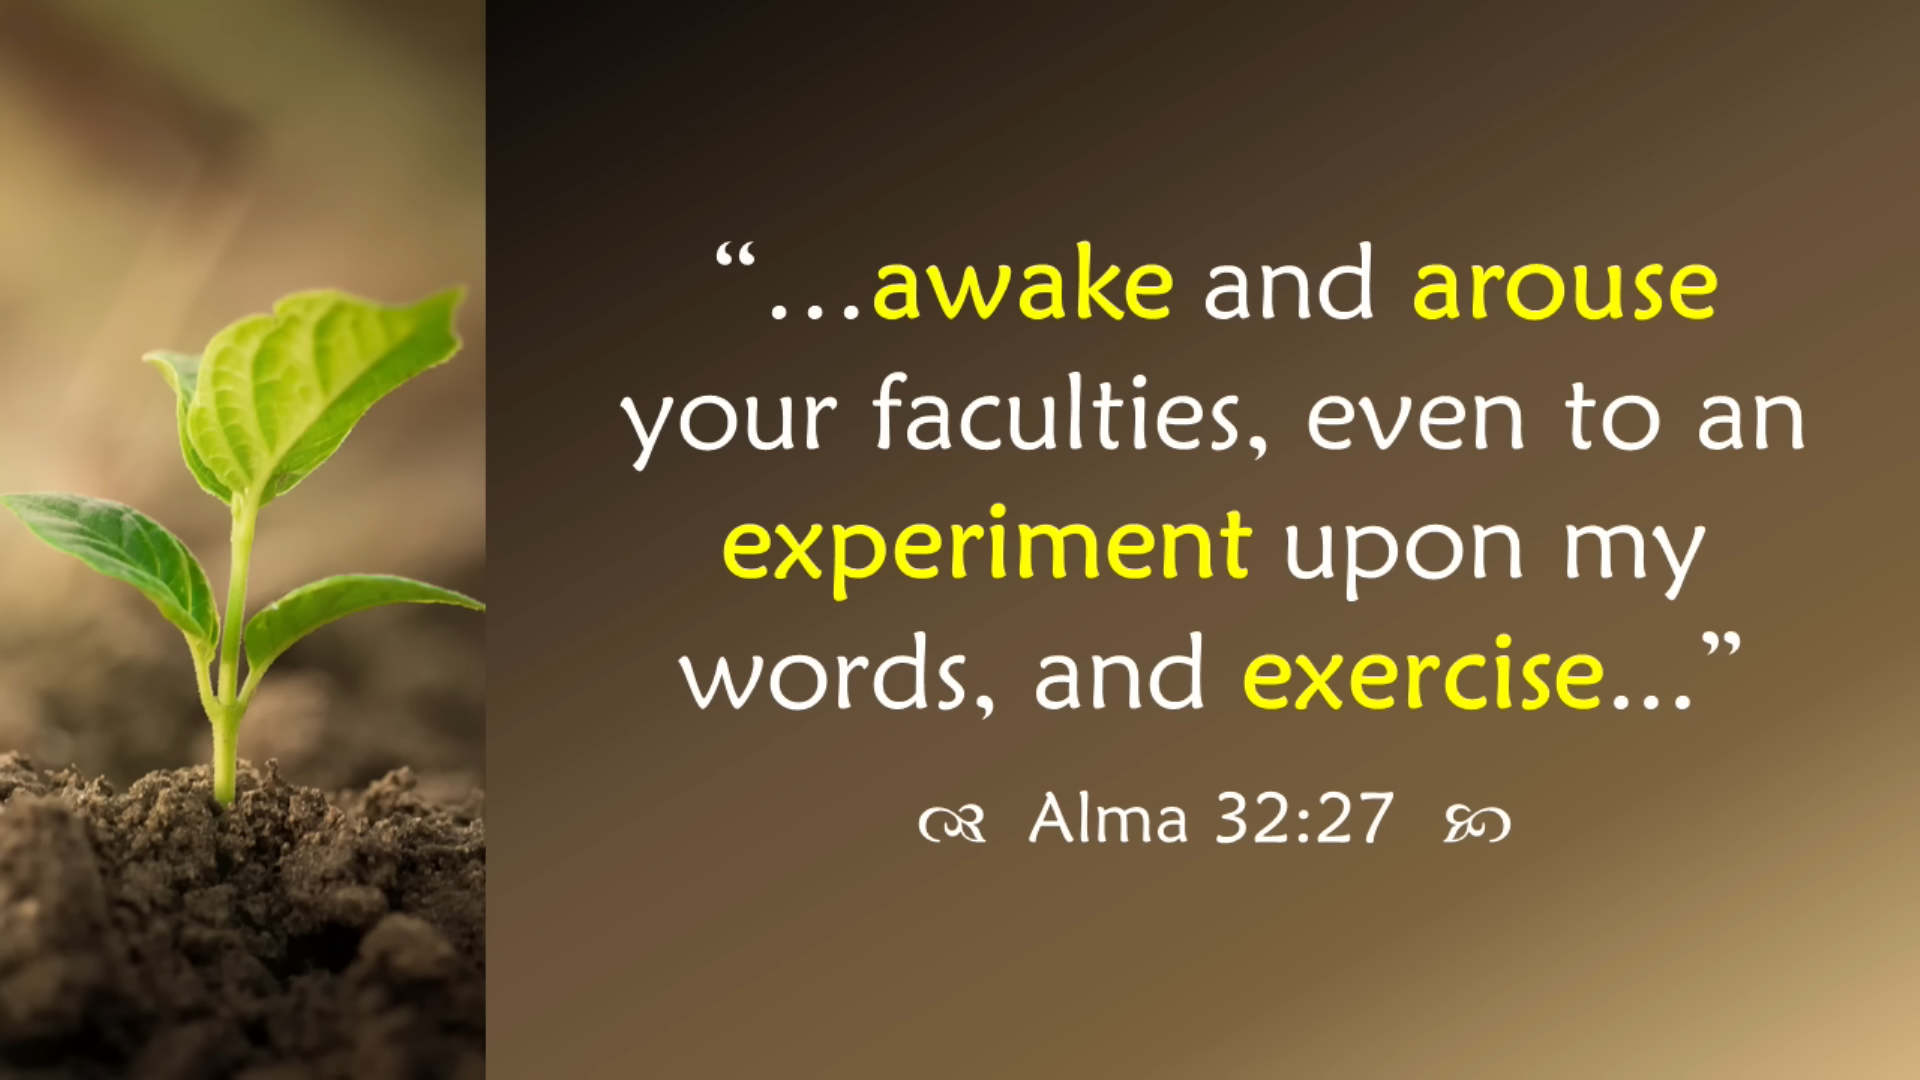 “…awake and arouse
your faculties, even to an
experiment upon my
words, and exercise…”
Alma 32:27